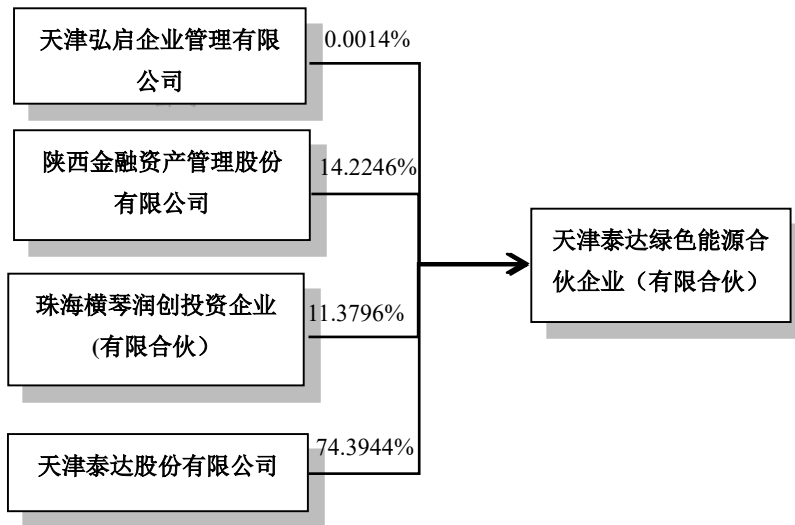 天津弘启企业管理有限
公司
0.0014%
陕西金融资产管理股份
有限公司
14.2246%
珠海横琴润创投资企业
(有限合伙）
11.3796%
天津泰达股份有限公司
74.3944%
天津泰达绿色能源合
伙企业（有限合伙）